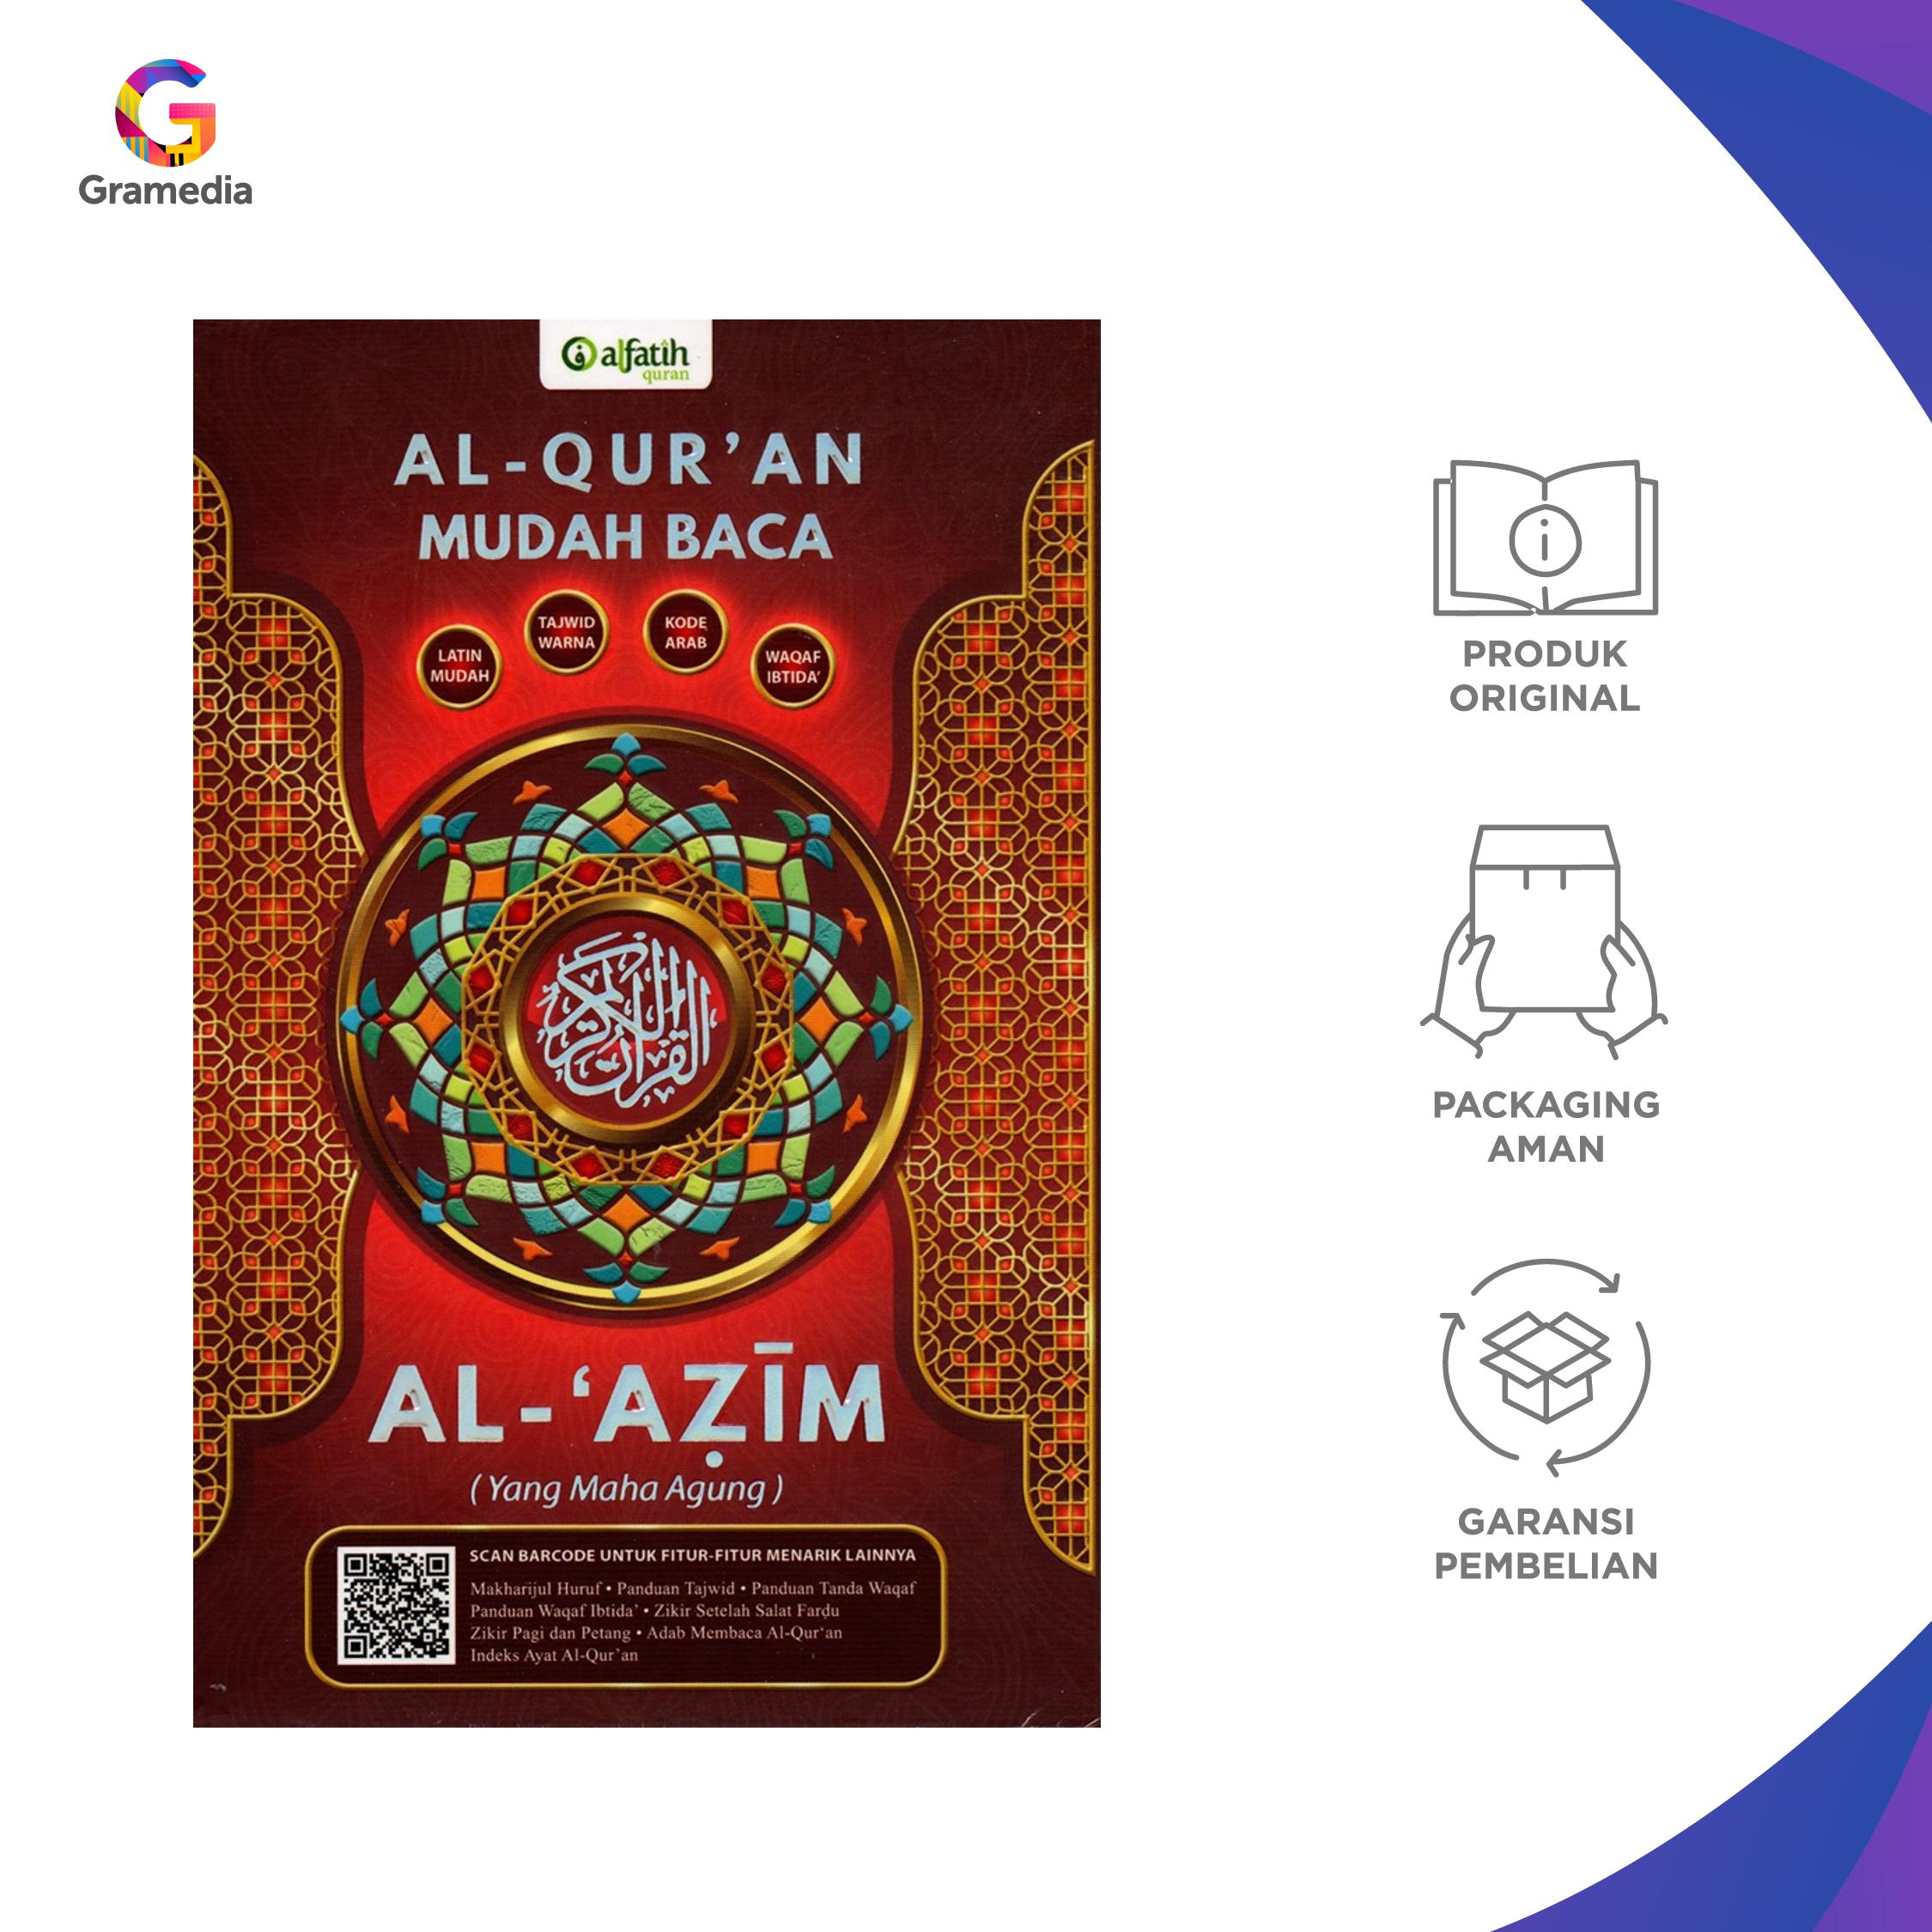 Gramedia
alfatih
quran
AL-QUR'AN
MUDAH BACA
LATIN
MUDAH
TAJWID
WARNA
KODE
ARAB
WAQAF
IBTIDA'
القرآن الكريم
AL-‘AẒĪM
(Yang Maha Agung)
SCAN BARCODE UNTUK FITUR-FITUR MENARIK LAINNYA
Makharijul Huruf • Panduan Tajwid • Panduan Tanda Waqaf
Panduan Waqaf Ibtida’ • Zikir Setelah Salat Farḍu
Zikir Pagi dan Petang • Adab Membaca Al-Qur‘an
Indeks Ayat Al-Qur’an
PRODUK
ORIGINAL
PACKAGING
AMAN
GARANSI
PEMBELIAN